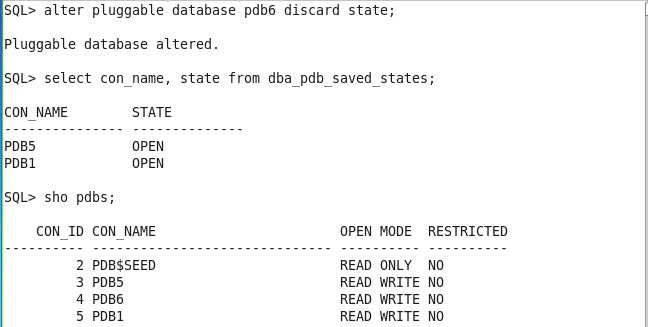 SQL> alter pluggable database pdb6 discard state;
Pluggable database altered.
SQL> select con_name, state from dba_pdb_saved_states;
CON_NAME        STATE
--------------- --------------
PDB5            OPEN
PDB1            OPEN
SQL> sho pdbs;
    CON_ID CON_NAME                       OPEN MODE  RESTRICTED
---------- ------------------------------ ---------- ----------
         2 PDB$SEED                       READ ONLY  NO
         3 PDB5                           READ WRITE NO
         4 PDB6                           READ WRITE NO
         5 PDB1                           READ WRITE NO